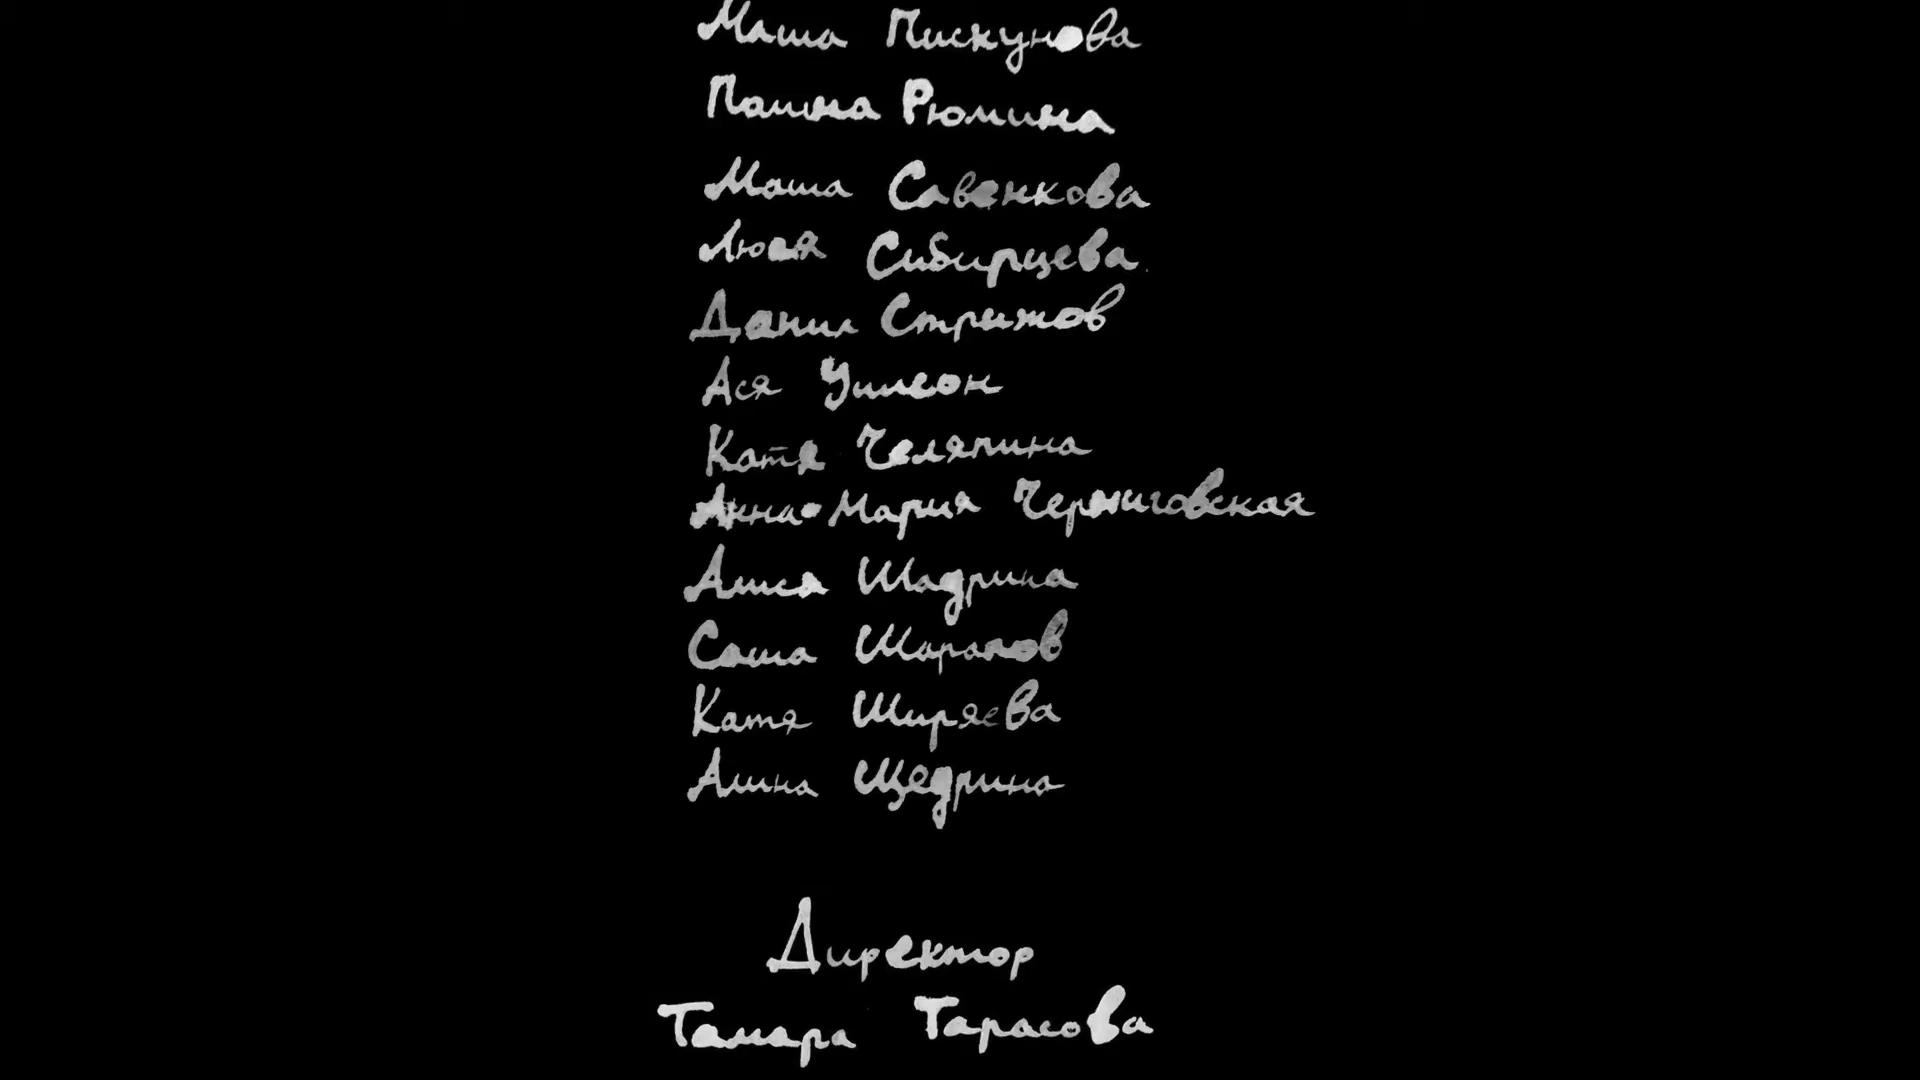 Маша Пискунова
Полина Рюмина
Маша Савенкова
Люся Сибирцева
Данил Стрижов
Ася Уилсон
Катя Челяпина
Анна-Мария Черниговская
Алиса Шадрина
Саша Шарапов
Катя Ширяева
Алина Щедрина
Директор
Тамара Тарасова